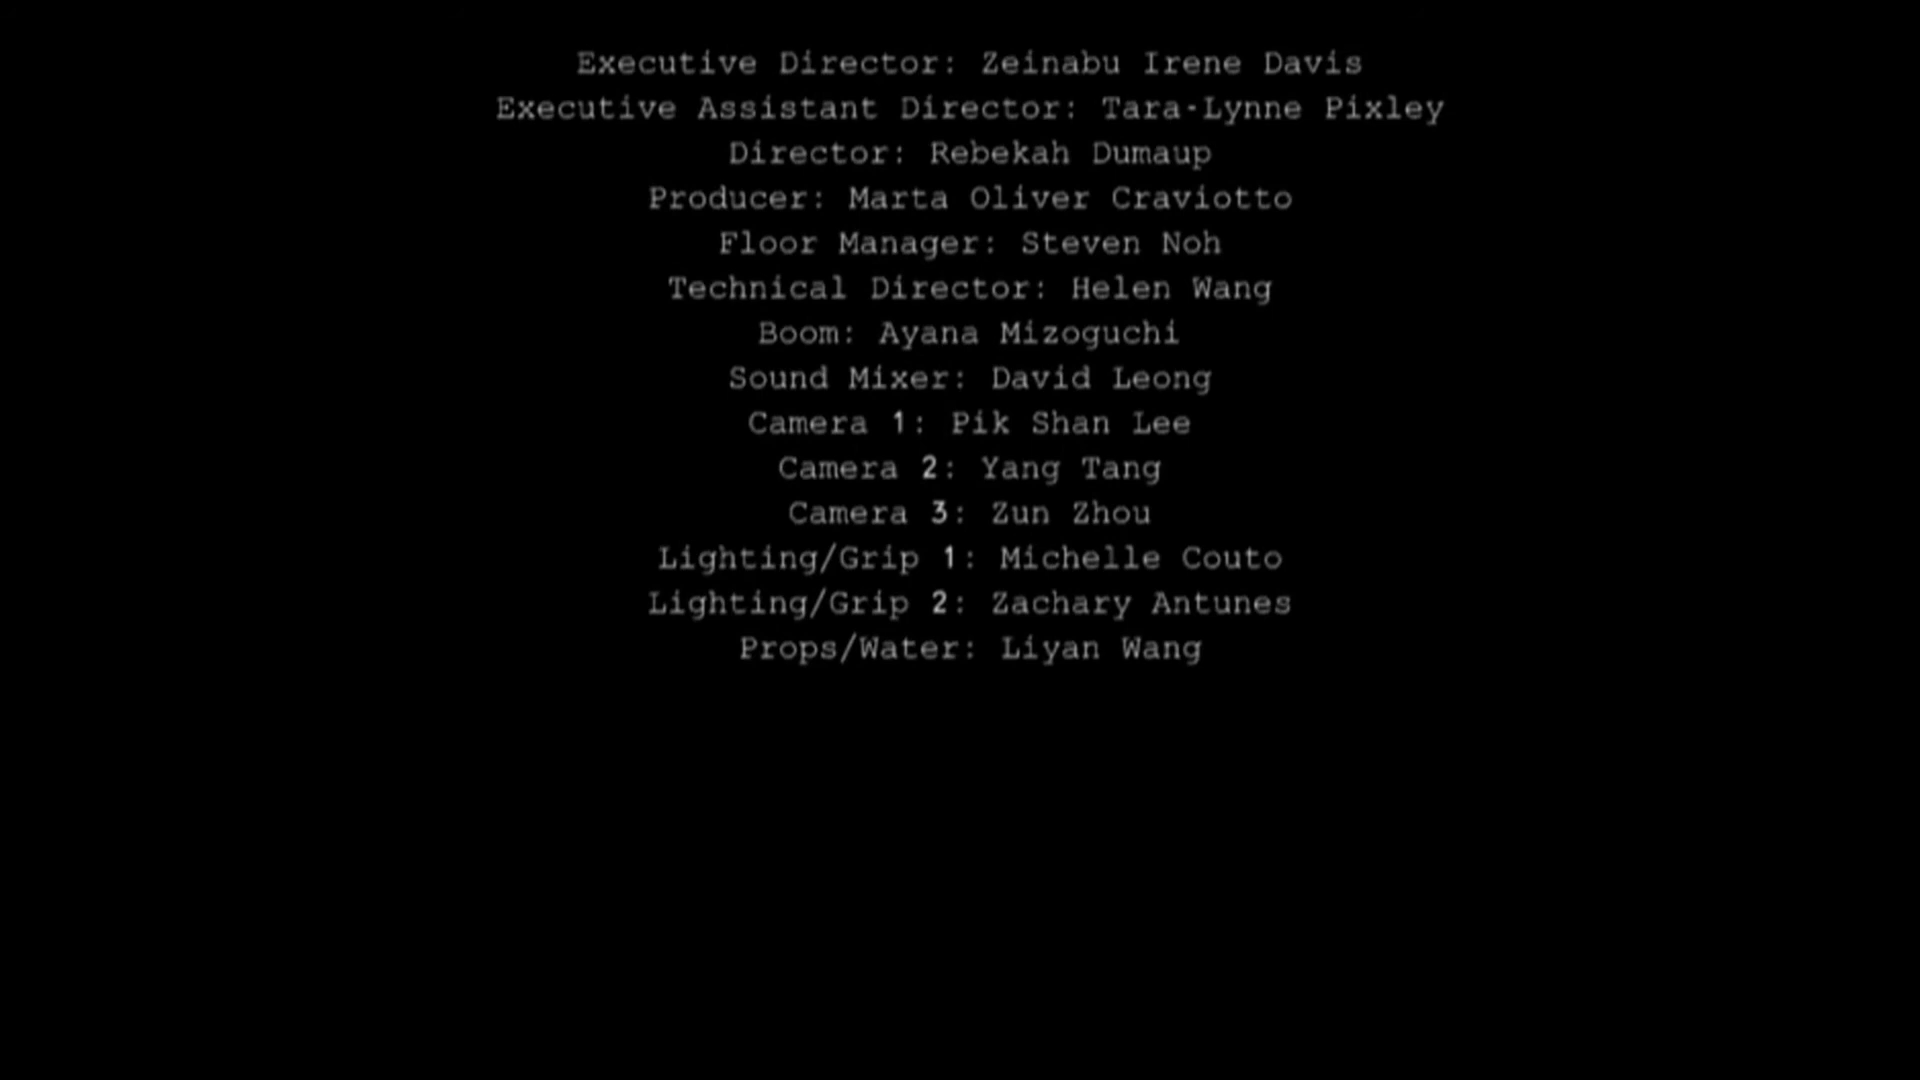 Executive Director: Zeinabu Irene Davis
Executive Assistant Director: Tara-Lynne Pixley
Director: Rebekah Dumaup
Producer: Marta Oliver Craviotto
Floor Manager: Steven Noh
Technical Director: Helen Wang
Boom: Ayana Mizoguchi
Sound Mixer: David Leong
Camera 1: Pik Shan Lee
Camera 2: Yang Tang
Camera 3: Zun Zhou
Lighting/Grip 1: Michelle Couto
Lighting/Grip 2: Zachary Antunes
Props/Water: Liyan Wang